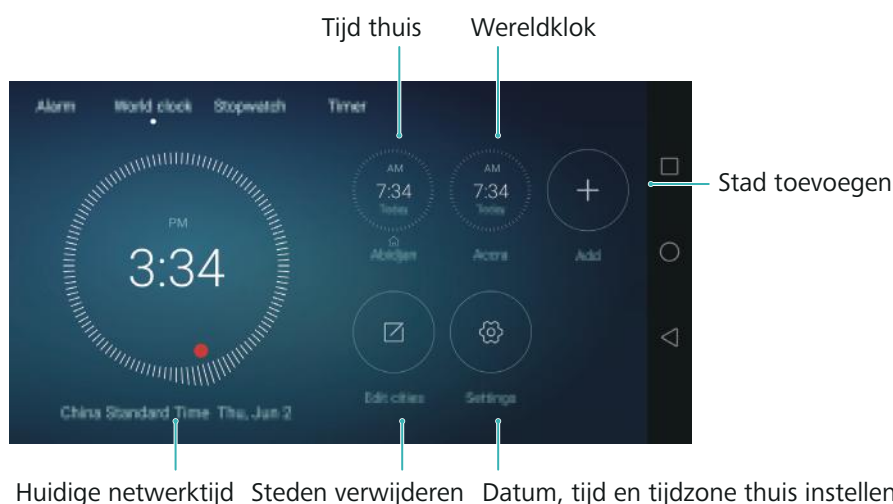 Tijd thuis Wereldklok
Alarm World clock Stopwatch Timer
AM AM
7:34 7:34
Today Today
Stad toevoegen
PM
3:34
Abidjan Accra Add
Edit cities Settings
China Standard Time Thu, Jun 2
Huidige netwerktijd Steden verwijderen Datum, tijd en tijdzone thuis instellen